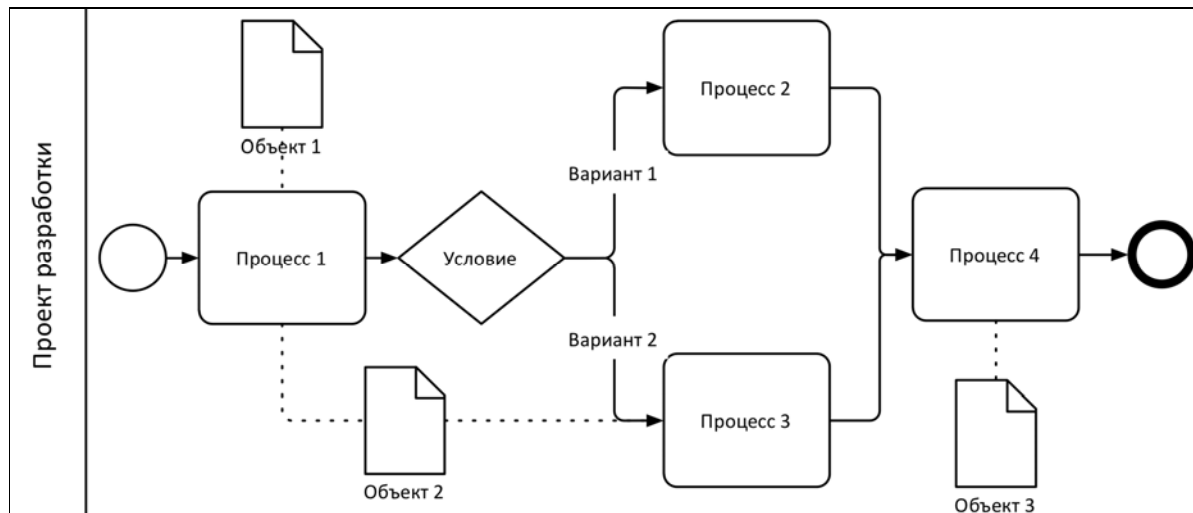 Проект разработки
Объект 1
Процесс 1
Условие
Вариант 1
Вариант 2
Процесс 2
Процесс 3
Процесс 4
Объект 2
Объект 3